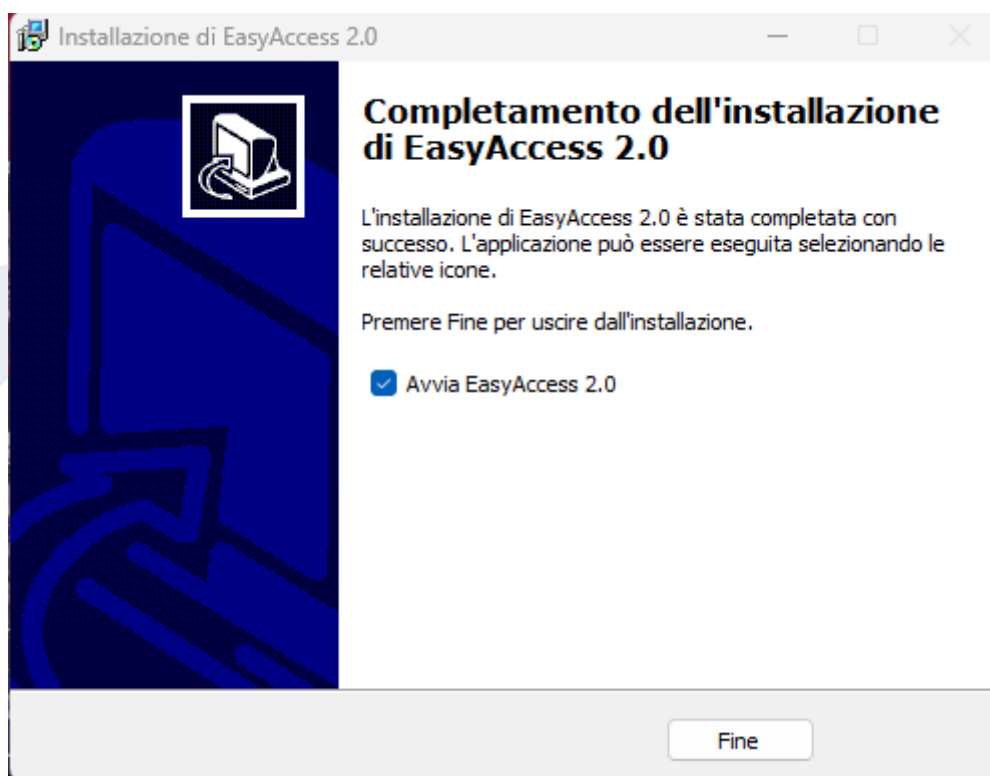 Installazione di EasyAccess 2.0
Completamento dell'installazione
di EasyAccess 2.0
L'installazione di EasyAccess 2.0 è stata completata con
successo. L'applicazione può essere eseguita selezionando le
relative icone.
Premere Fine per uscire dall'installazione.
Avvia EasyAccess 2.0
Fine